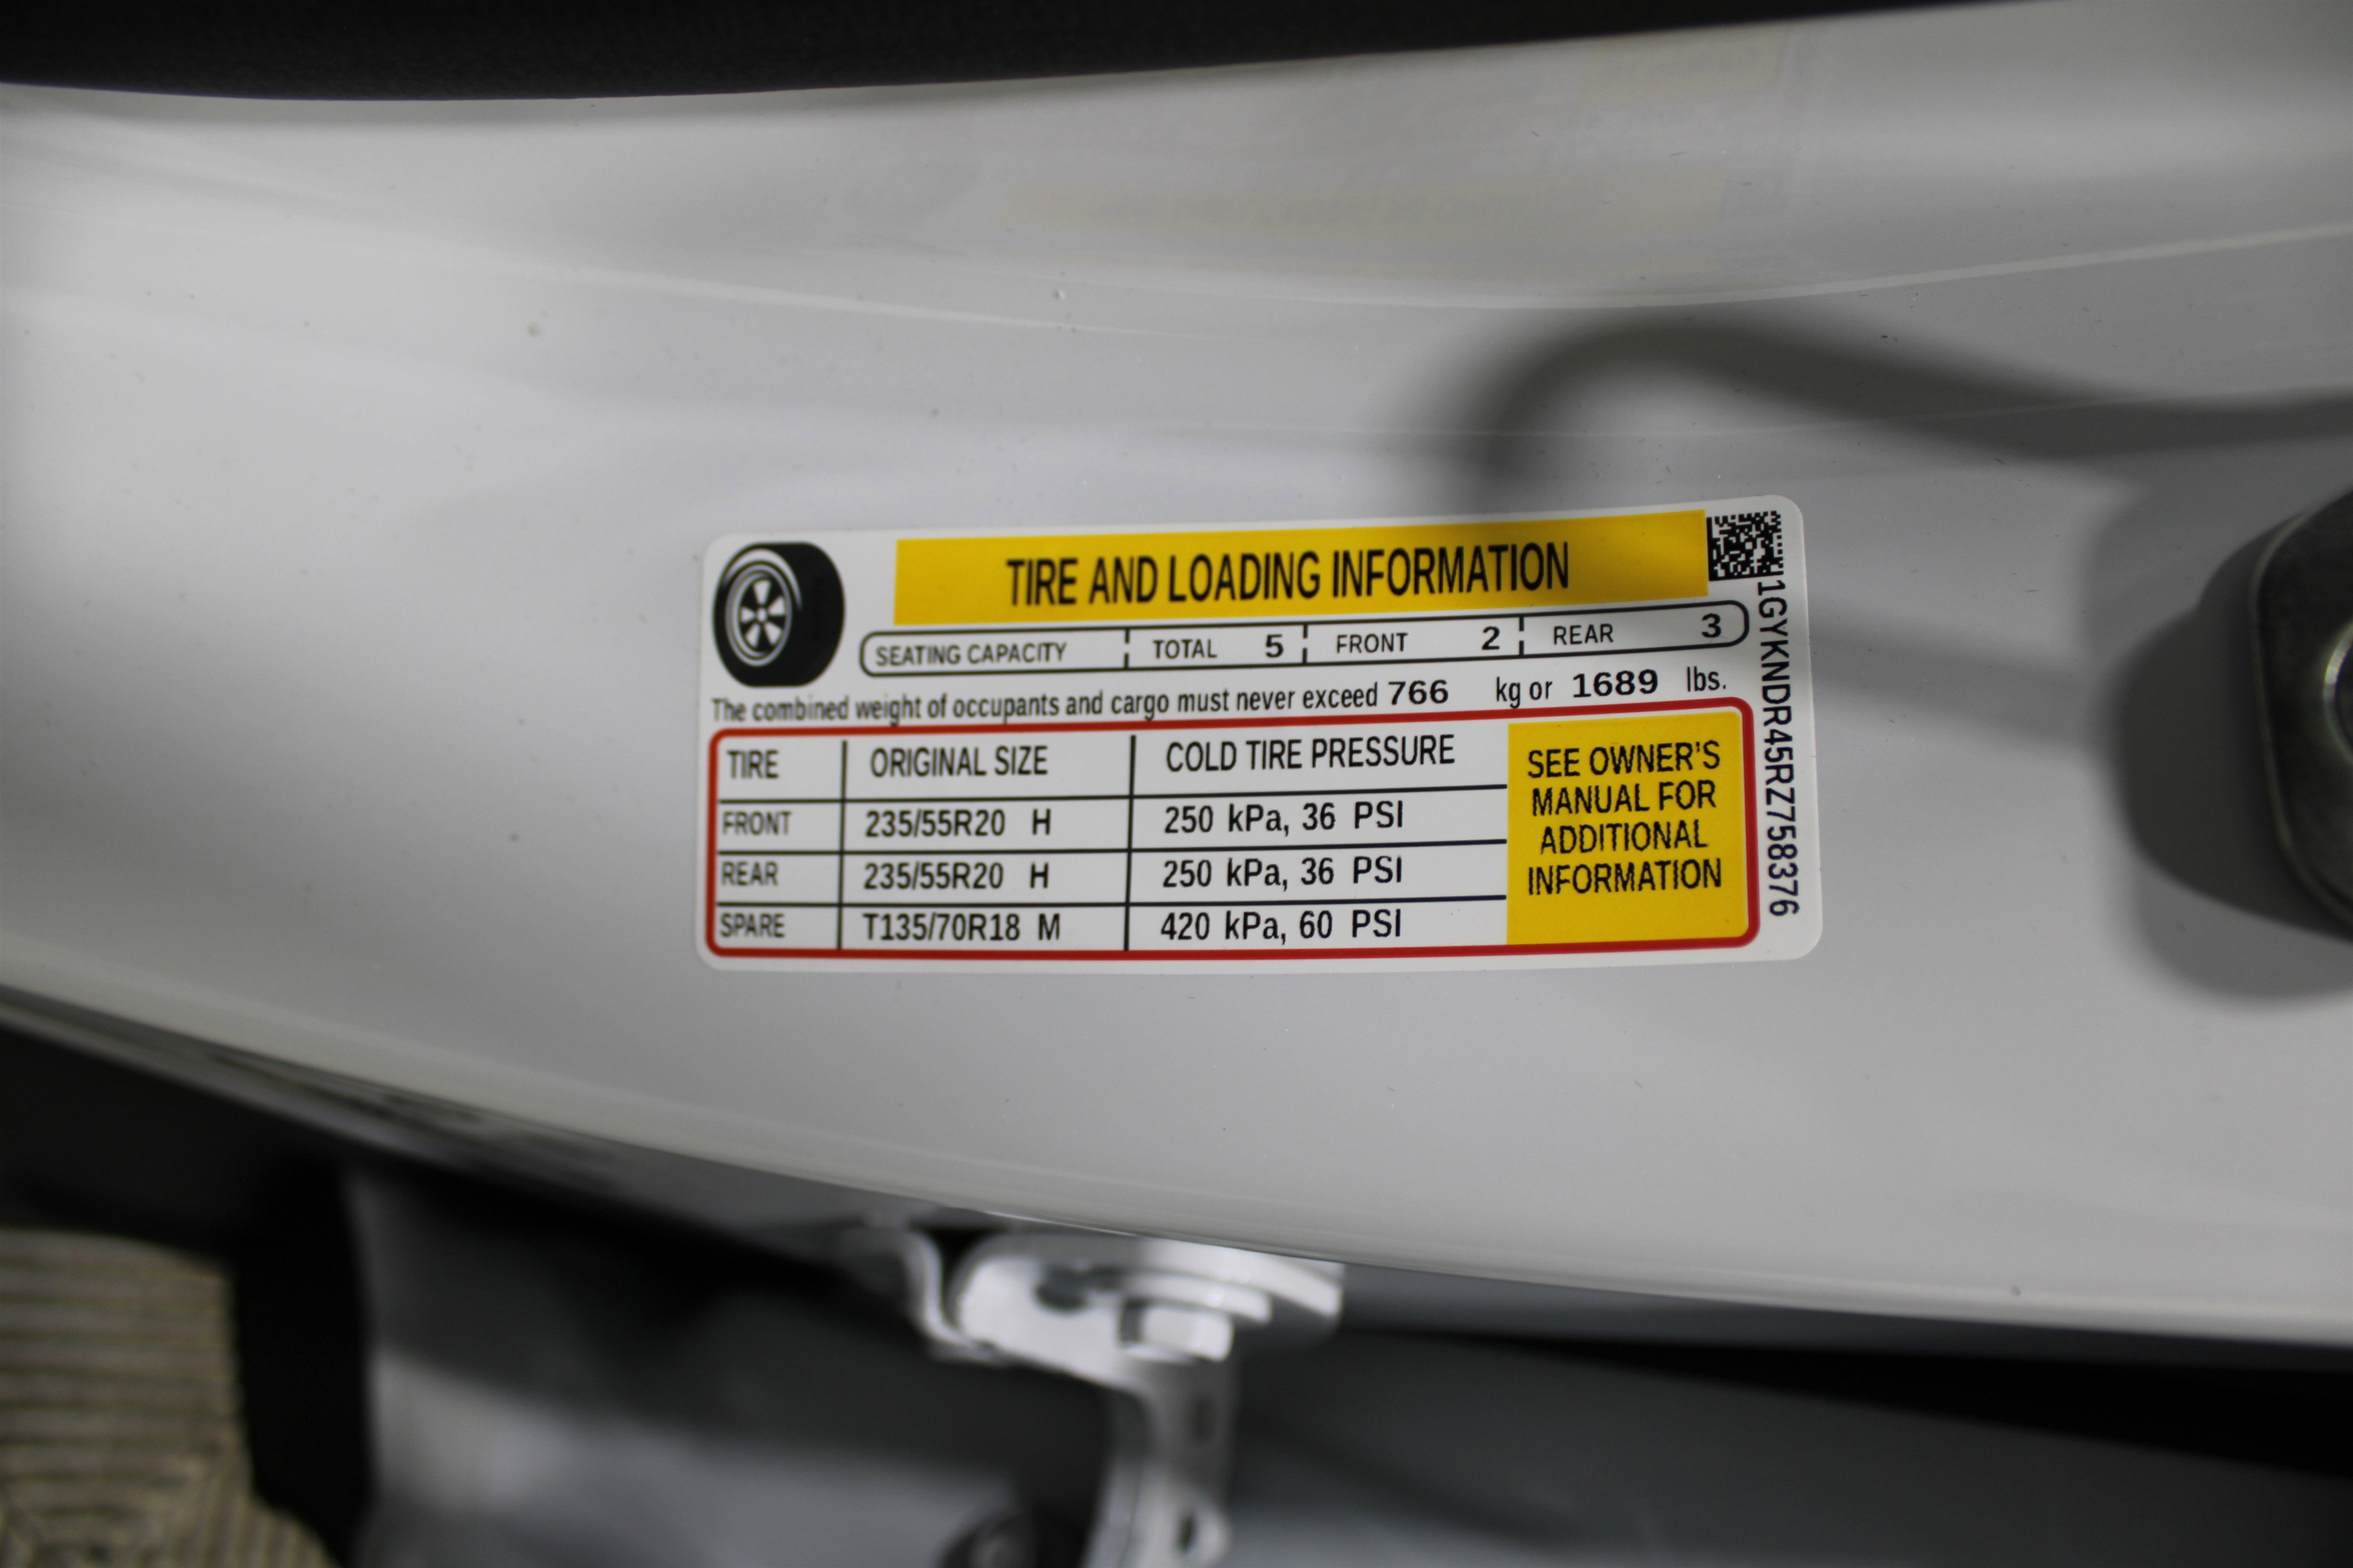 TIRE AND LOADING INFORMATION
SEATING CAPACITY TOTAL 5 FRONT 2 REAR 3
The combined weight of occupants and cargo must never exceed 766 kg or 1689 lbs.
TIRE ORIGINAL SIZE COLD TIRE PRESSURE
FRONT 235/55R20 H 250 kPa, 36 PSI
REAR 235/55R20 H 250 kPa, 36 PSI
SPARE T135/70R18 M 420 kPa, 60 PSI
SEE OWNER'S
MANUAL FOR
ADDITIONAL
INFORMATION
1GYKNDR45RZ758376